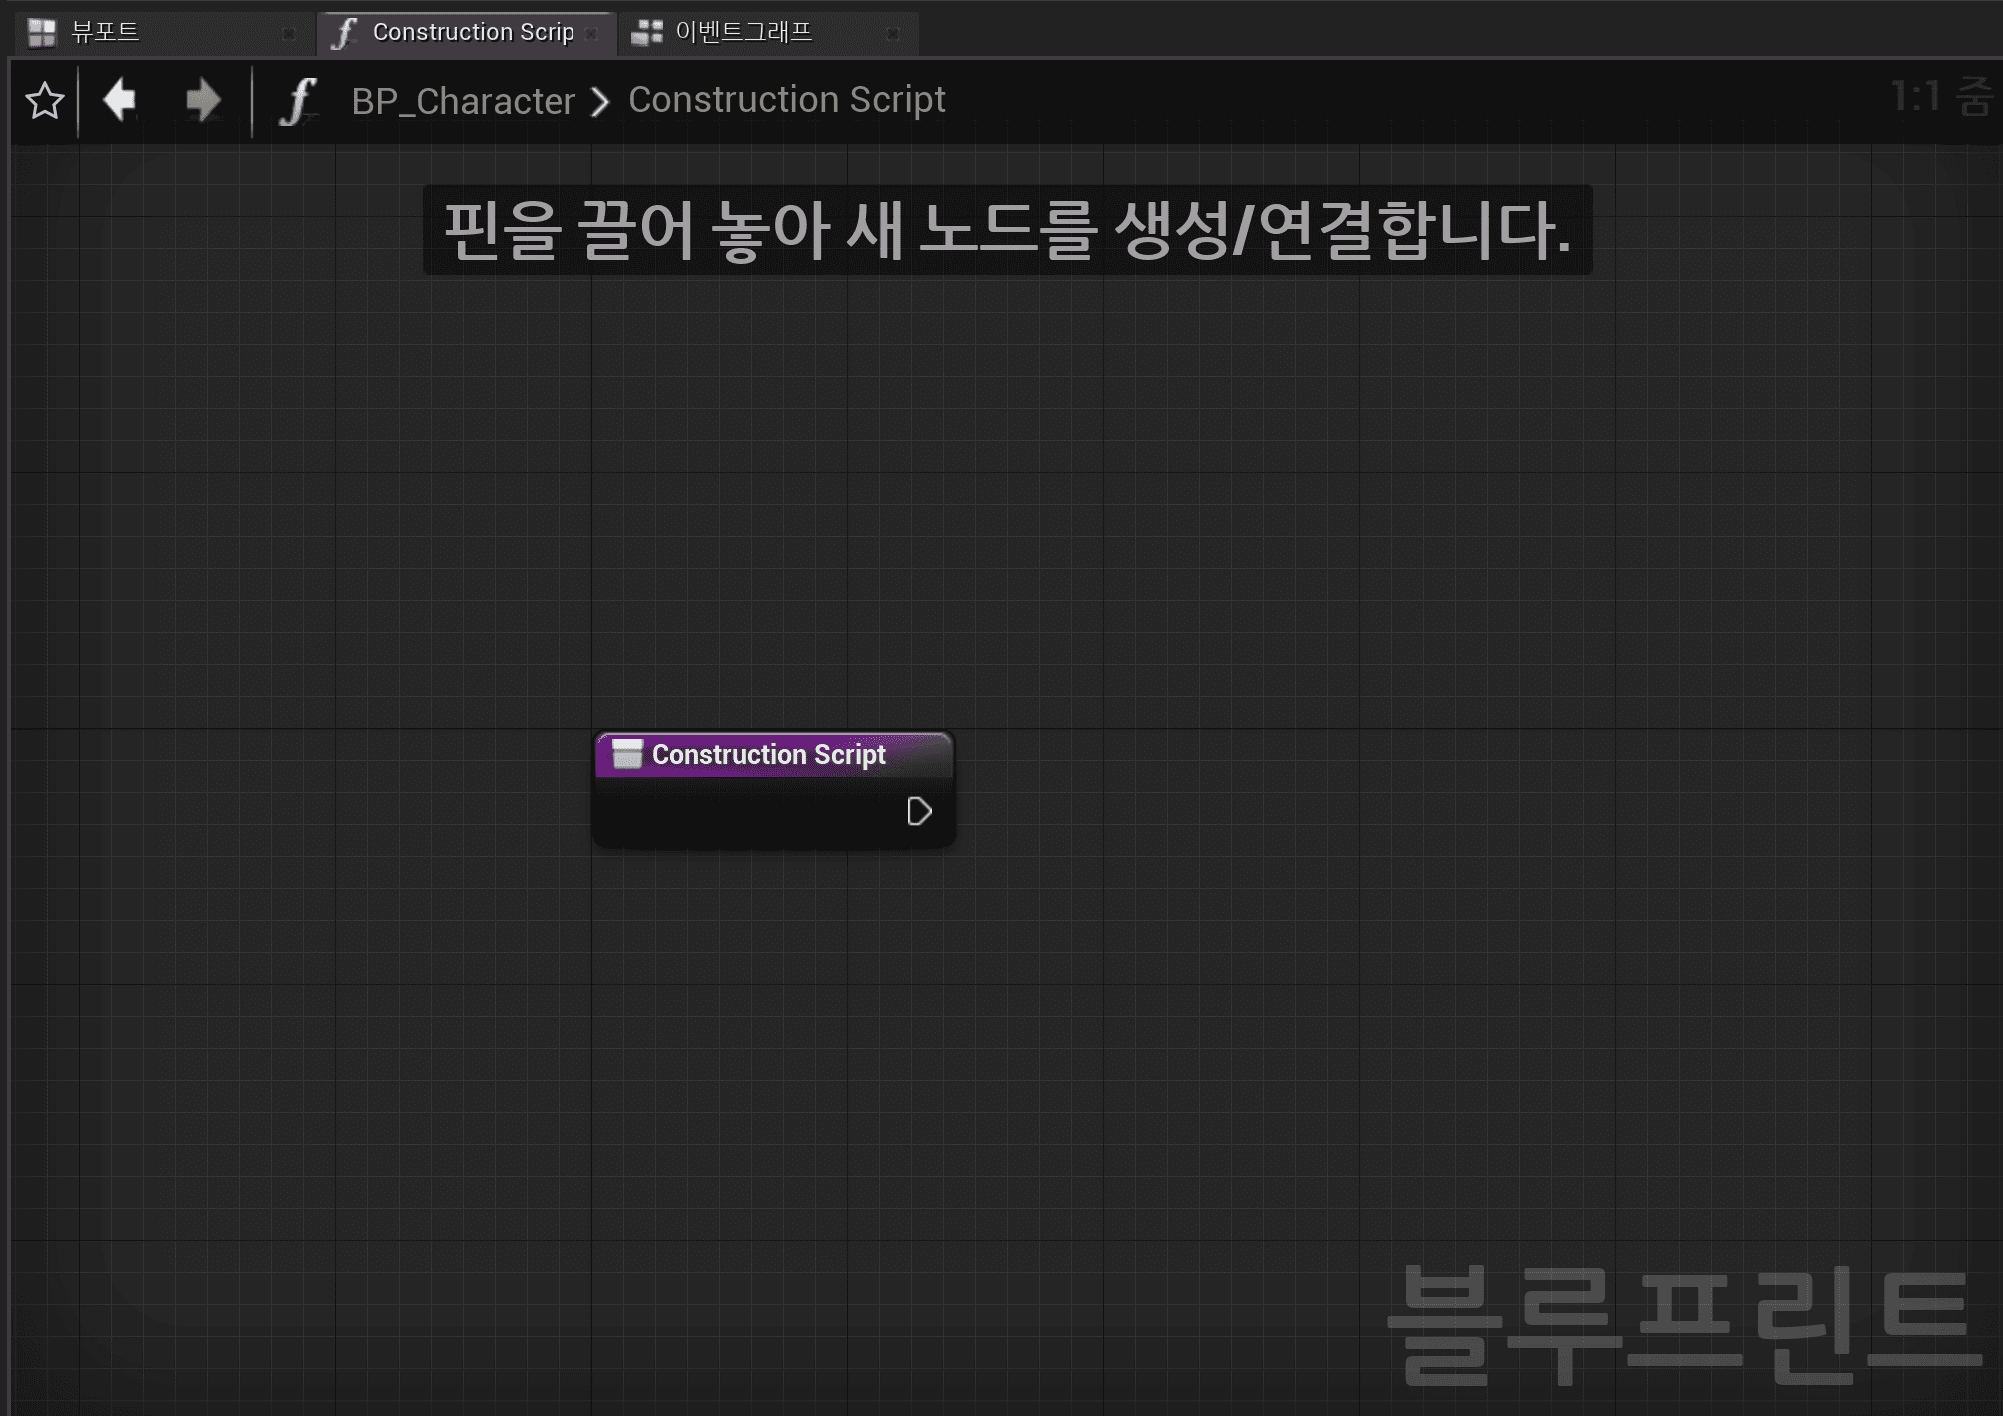 뷰포트
Construction Scrip
이벤트그래프
BP_Character > Construction Script
1:1 줌
핀을 끌어 놓아 새 노드를 생성/연결합니다.
Construction Script
블루프린트